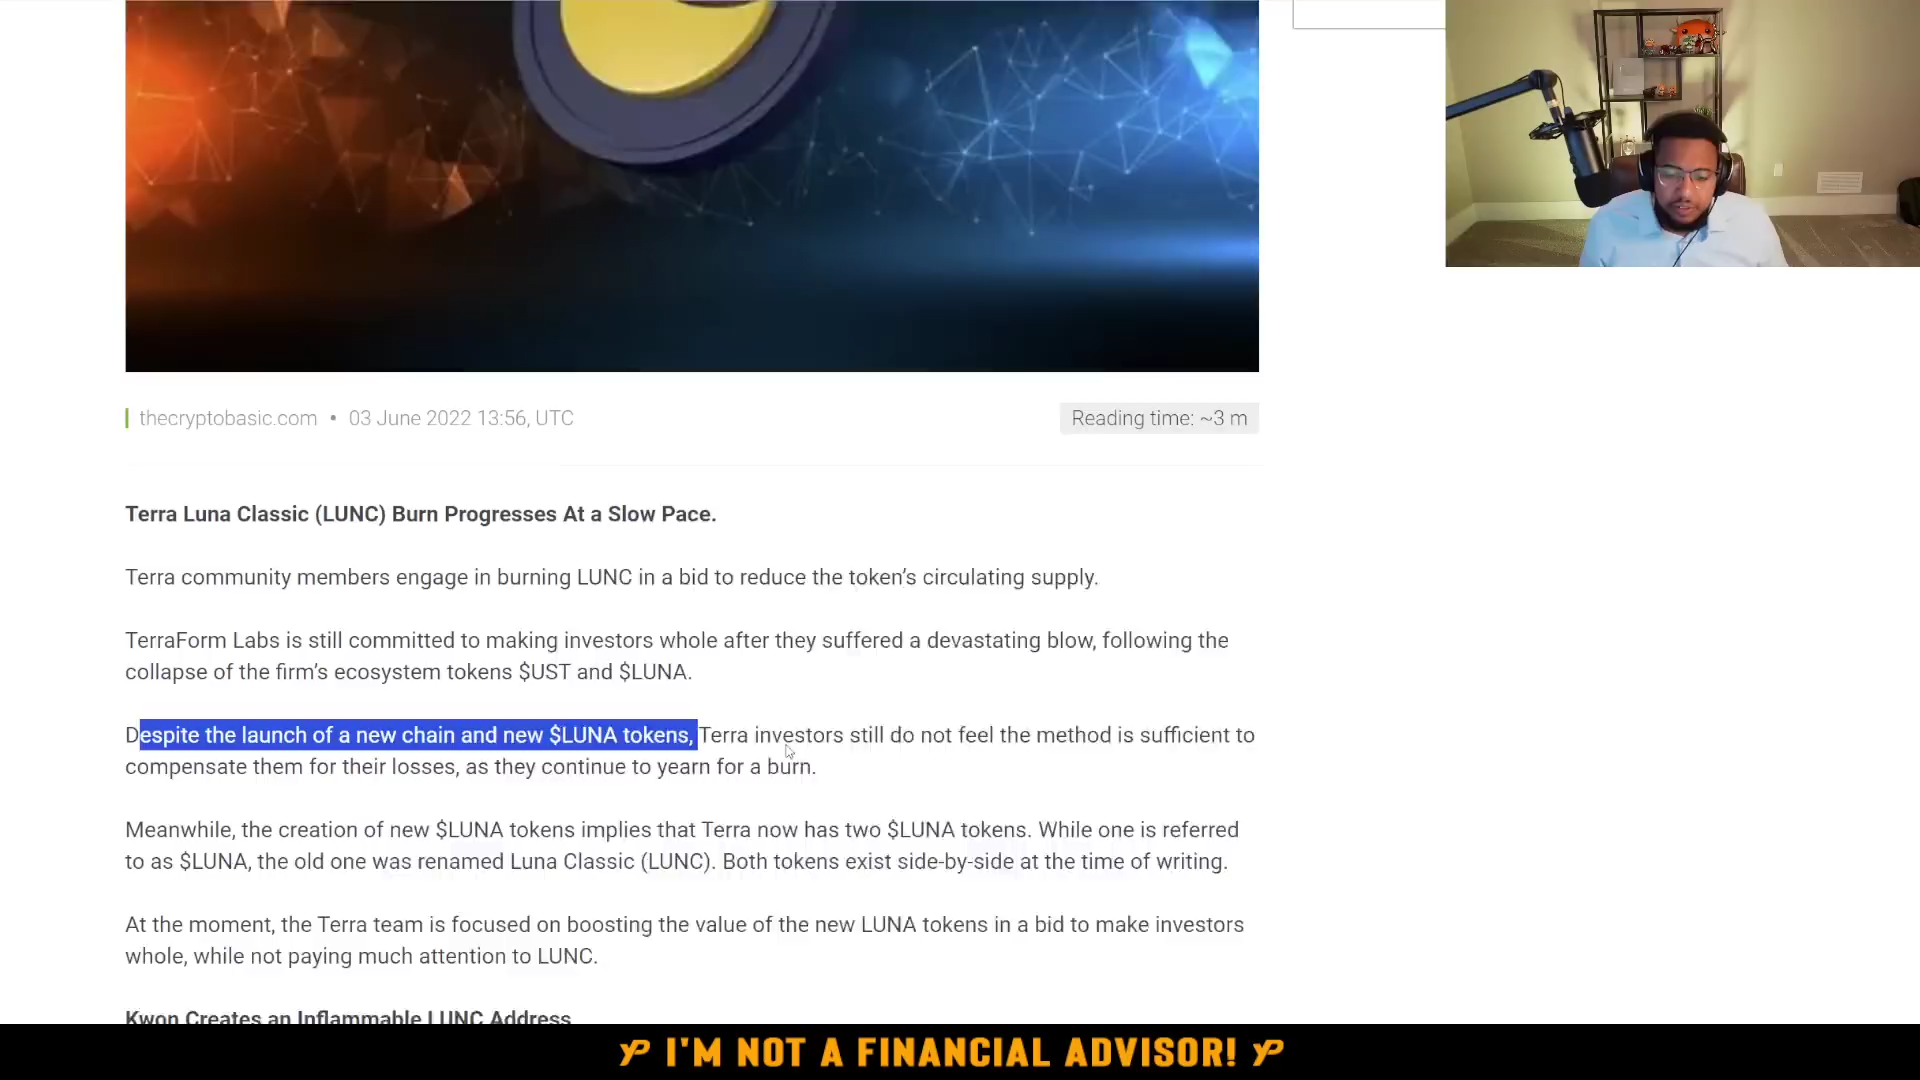 thecryptobasic.com • 03 June 2022 13:56, UTC
Reading time: ~3 m
Terra Luna Classic (LUNC) Burn Progresses At a Slow Pace.
Terra community members engage in burning LUNC in a bid to reduce the token’s circulating supply.
TerraForm Labs is still committed to making investors whole after they suffered a devastating blow, following the
collapse of the firm’s ecosystem tokens $UST and $LUNA.
Despite the launch of a new chain and new $LUNA tokens, Terra investors still do not feel the method is sufficient to
compensate them for their losses, as they continue to yearn for a burn.
Meanwhile, the creation of new $LUNA tokens implies that Terra now has two $LUNA tokens. While one is referred
to as $LUNA, the old one was renamed Luna Classic (LUNC). Both tokens exist side-by-side at the time of writing.
At the moment, the Terra team is focused on boosting the value of the new LUNA tokens in a bid to make investors
whole, while not paying much attention to LUNC.
Kwon Creates an Inflammable LUNC Address
I'M NOT A FINANCIAL ADVISOR!